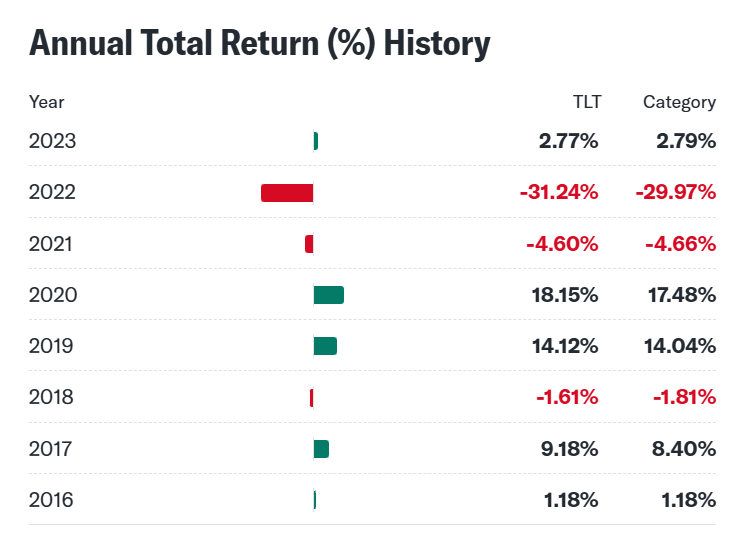 Annual Total Return (%) History
Year TLT Category
2023 2.77% 2.79%
2022 -31.24% -29.97%
2021 -4.60% -4.66%
2020 18.15% 17.48%
2019 14.12% 14.04%
2018 -1.61% -1.81%
2017 9.18% 8.40%
2016 1.18% 1.18%